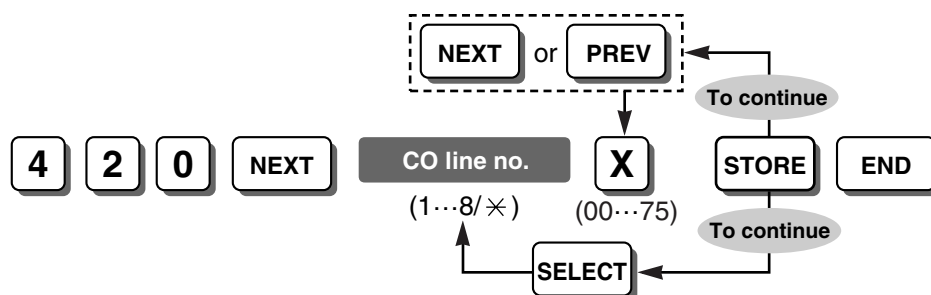 NEXT or PREV
To continue
4 2 0 NEXT CO line no. X STORE END
(1···8/✳) (00···75)
To continue
SELECT